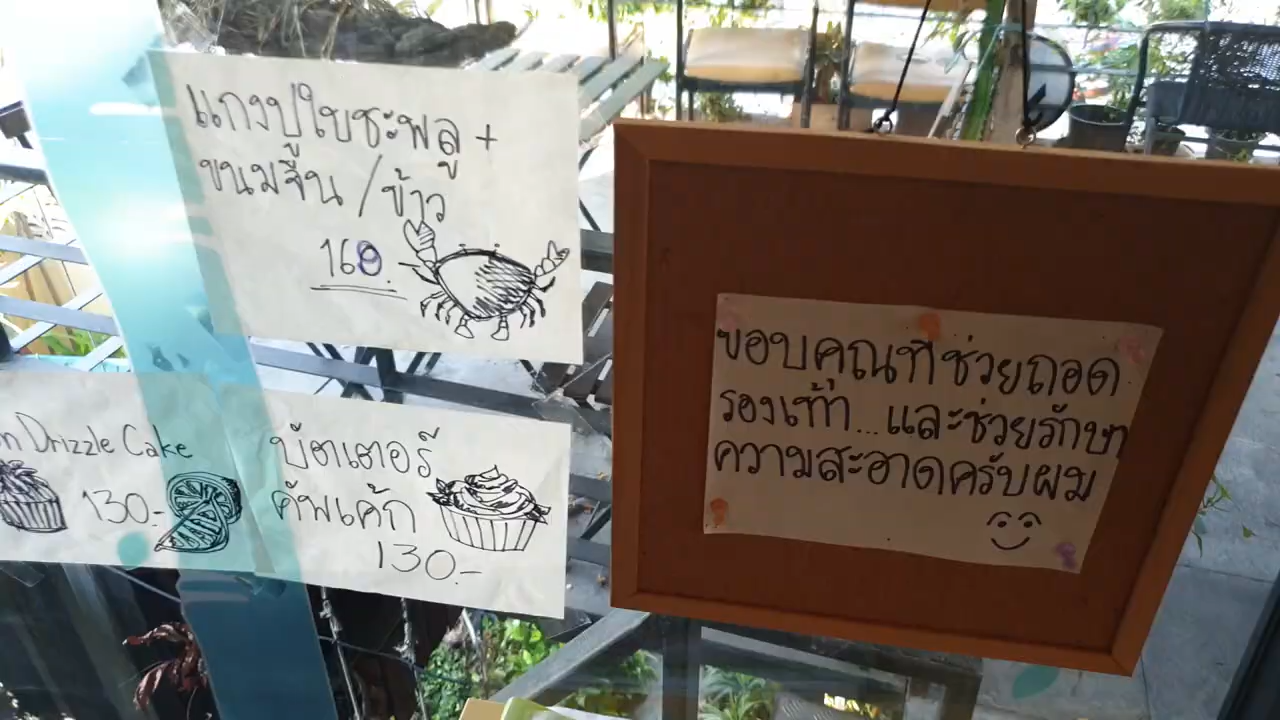 แกงปูใบชะพลู +
ขนมจีน / ข้าว
160.
Drizzle Cake
130.-
บัตเตอรี
คัพเค้ก
130.-
ขอบคุณที่ช่วยถอด
รองเท้า...และช่วยรักษา
ความสะอาดครับผม